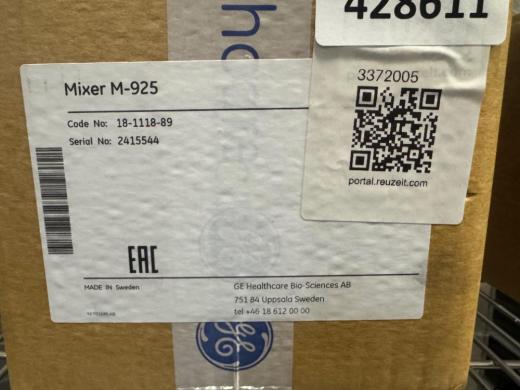 428611
3372005
portal.reuzeit.com
Mixer M-925
Code No: 18-1118-89
Serial No: 2415544
EAC
MADE IN Sweden
GE Healthcare Bio-Sciences AB
751 84 Uppsala Sweden
tel +46 18 612 00 00